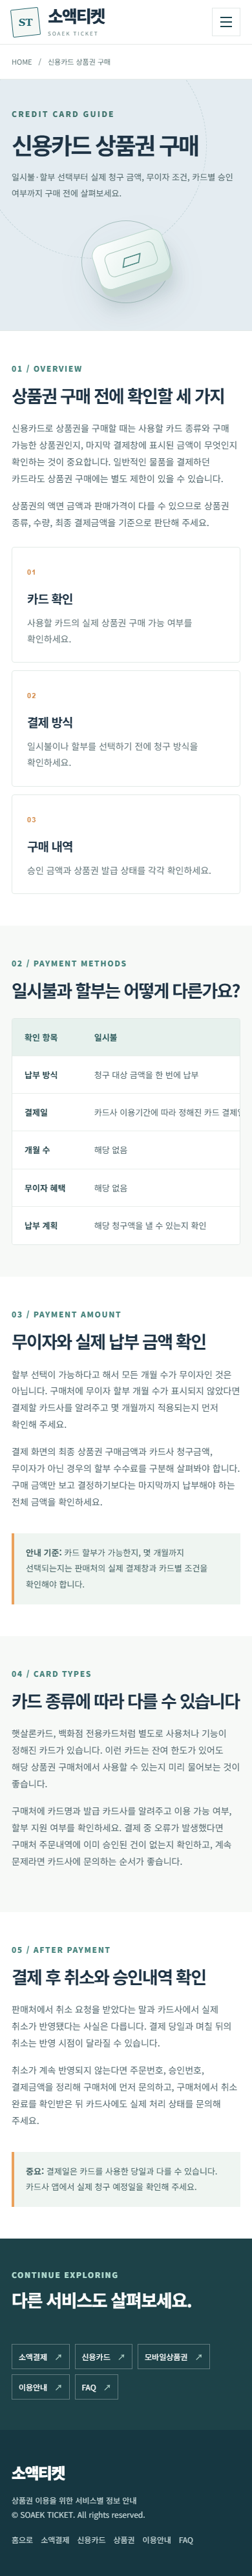 ST
소액티켓
SOAEK TICKET
HOME / 신용카드 상품권 구매
CREDIT CARD GUIDE
신용카드 상품권 구매
일시불·할부 선택부터 실제 청구 금액, 무이자 조건, 카드별 승인
여부까지 구매 전에 살펴보세요.
01 / OVERVIEW
상품권 구매 전에 확인할 세 가지
신용카드로 상품권을 구매할 때는 사용할 카드 종류와 구매
가능한 상품권인지, 마지막 결제창에 표시된 금액이 무엇인지
확인하는 것이 중요합니다. 일반적인 물품을 결제하던
카드라도 상품권 구매에는 별도 제한이 있을 수 있습니다.
상품권의 액면 금액과 판매가격이 다를 수 있으므로 상품권
종류, 수량, 최종 결제금액을 기준으로 판단해 주세요.
01
카드 확인
사용할 카드의 실제 상품권 구매 가능 여부를
확인하세요.
02
결제 방식
일시불이나 할부를 선택하기 전에 청구 방식을
확인하세요.
03
구매 내역
승인 금액과 상품권 발급 상태를 각각 확인하세요.
02 / PAYMENT METHODS
일시불과 할부는 어떻게 다른가요?
확인 항목 일시불
납부 방식 청구 대상 금액을 한 번에 납부
결제일 카드사 이용기간에 따라 정해진 카드 결제일
개월 수 해당 없음
무이자 혜택 해당 없음
납부 계획 해당 청구액을 낼 수 있는지 확인
03 / PAYMENT AMOUNT
무이자와 실제 납부 금액 확인
할부 선택이 가능하다고 해서 모든 개월 수가 무이자인 것은
아닙니다. 구매처에 무이자 할부 개월 수가 표시되지 않았다면
결제할 카드사를 알려주고 몇 개월까지 적용되는지 먼저
확인해 주세요.
결제 화면의 최종 상품권 구매금액과 카드사 청구금액,
무이자가 아닌 경우의 할부 수수료를 구분해 살펴봐야 합니다.
구매 금액만 보고 결정하기보다는 마지막까지 납부해야 하는
전체 금액을 확인하세요.
안내 기준: 카드 할부가 가능한지, 몇 개월까지
선택되는지는 판매처의 실제 결제창과 카드별 조건을
확인해야 합니다.
04 / CARD TYPES
카드 종류에 따라 다를 수 있습니다
햇살론카드, 백화점 전용카드처럼 별도로 사용처나 기능이
정해진 카드가 있습니다. 이런 카드는 잔여 한도가 있어도
해당 상품권 구매처에서 사용할 수 있는지 미리 물어보는 것이
좋습니다.
구매처에 카드명과 발급 카드사를 알려주고 이용 가능 여부,
할부 지원 여부를 확인하세요. 결제 중 오류가 발생했다면
구매처 주문내역에 이미 승인된 건이 없는지 확인하고, 계속
문제라면 카드사에 문의하는 순서가 좋습니다.
05 / AFTER PAYMENT
결제 후 취소와 승인내역 확인
판매처에서 취소 요청을 받았다는 말과 카드사에서 실제
취소가 반영됐다는 사실은 다릅니다. 결제 당일과 며칠 뒤의
취소는 반영 시점이 달라질 수 있습니다.
취소가 계속 반영되지 않는다면 주문번호, 승인번호,
결제금액을 정리해 구매처에 먼저 문의하고, 구매처에서 취소
완료를 확인받은 뒤 카드사에도 실제 처리 상태를 문의해
주세요.
중요: 결제일은 카드를 사용한 당일과 다를 수 있습니다.
카드사 앱에서 실제 청구 예정일을 확인해 주세요.
CONTINUE EXPLORING
다른 서비스도 살펴보세요.
소액결제 ↗ 신용카드 ↗ 모바일상품권 ↗
이용안내 ↗ FAQ ↗
소액티켓
상품권 이용을 위한 서비스별 정보 안내
© SOAEK TICKET. All rights reserved.
홈으로 소액결제 신용카드 상품권 이용안내 FAQ